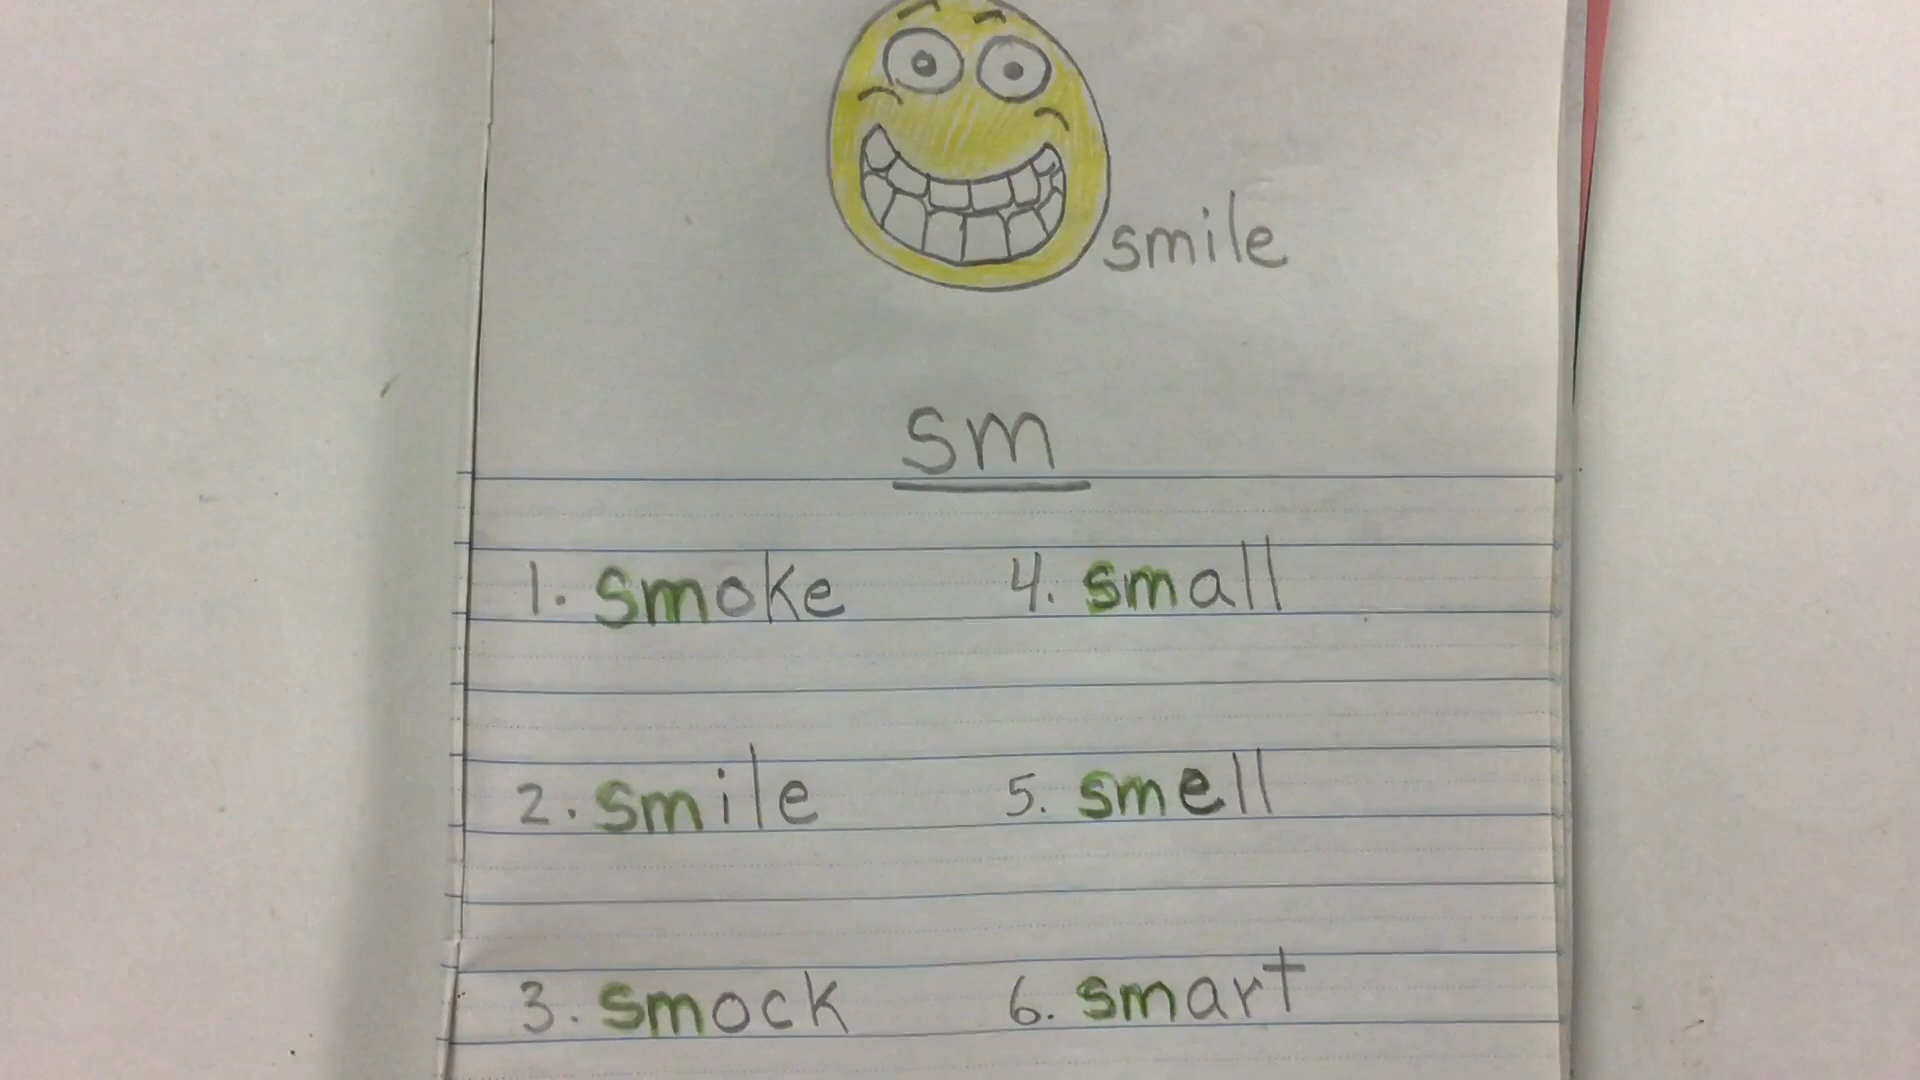 smile
sm
1. smoke 4. small
2. smile 5. smell
3. smock 6. smart